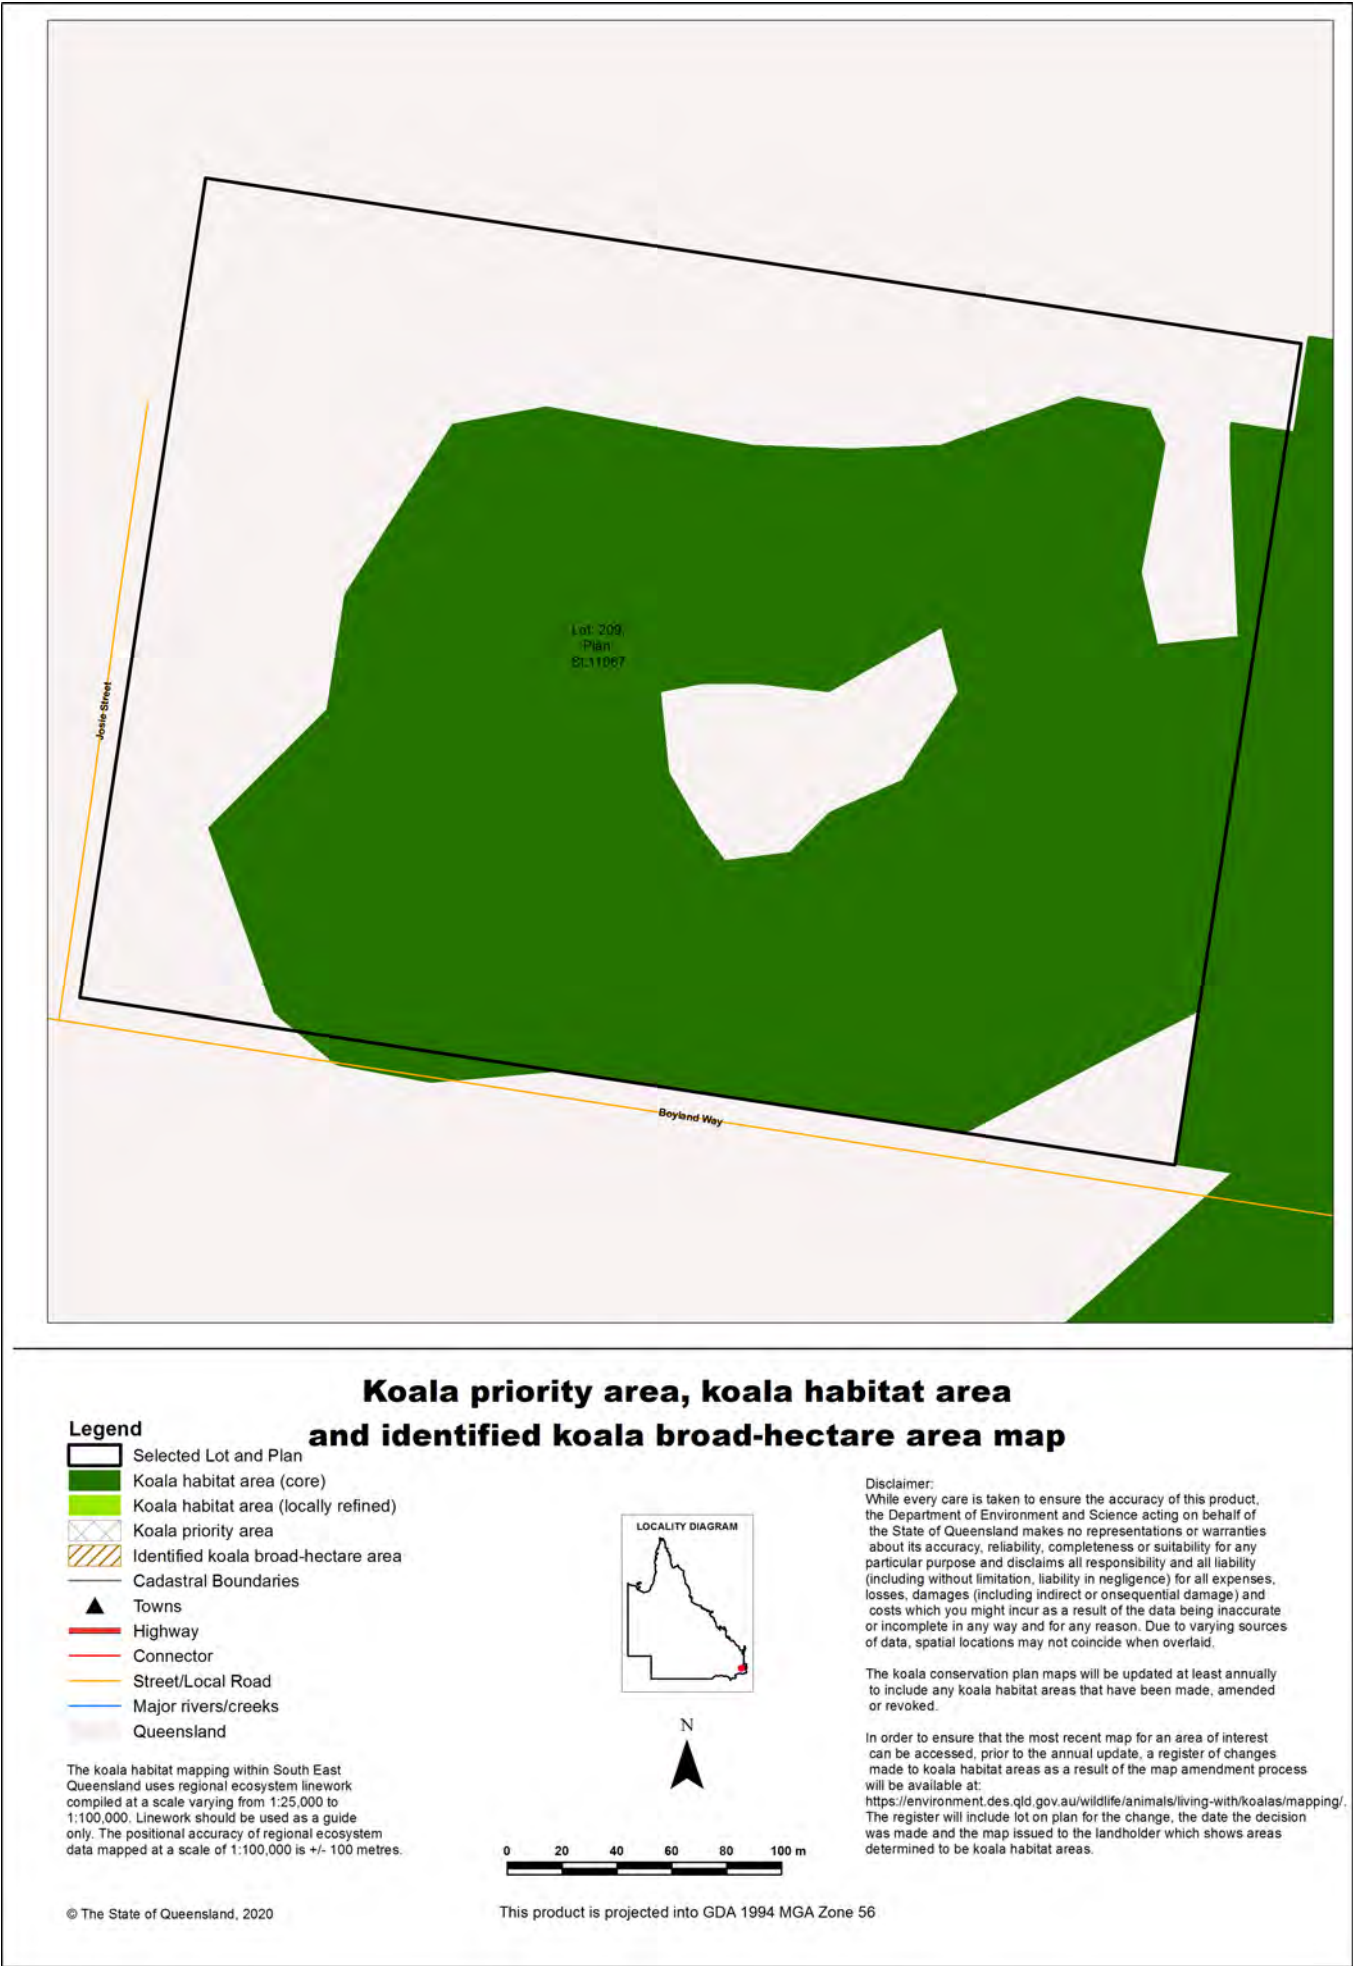 Lot: 209,
Plan:
SL11067
Josie Street
Boyland Way
Koala priority area, koala habitat area
and identified koala broad-hectare area map
Legend
Selected Lot and Plan
Koala habitat area (core)
Koala habitat area (locally refined)
Koala priority area
Identified koala broad-hectare area
Cadastral Boundaries
Towns
Highway
Connector
Street/Local Road
Major rivers/creeks
Queensland
The koala habitat mapping within South East
Queensland uses regional ecosystem linework
compiled at a scale varying from 1:25,000 to
1:100,000. Linework should be used as a guide
only. The positional accuracy of regional ecosystem
data mapped at a scale of 1:100,000 is +/- 100 metres.
© The State of Queensland, 2020
LOCALITY DIAGRAM
N
0 20 40 60 80 100 m
This product is projected into GDA 1994 MGA Zone 56
Disclaimer:
While every care is taken to ensure the accuracy of this product,
the Department of Environment and Science acting on behalf of
the State of Queensland makes no representations or warranties
about its accuracy, reliability, completeness or suitability for any
particular purpose and disclaims all responsibility and all liability
(including without limitation, liability in negligence) for all expenses,
losses, damages (including indirect or onsequential damage) and
costs which you might incur as a result of the data being inaccurate
or incomplete in any way and for any reason. Due to varying sources
of data, spatial locations may not coincide when overlaid.
The koala conservation plan maps will be updated at least annually
to include any koala habitat areas that have been made, amended
or revoked.
In order to ensure that the most recent map for an area of interest
can be accessed, prior to the annual update, a register of changes
made to koala habitat areas as a result of the map amendment process
will be available at:
https://environment.des.qld.gov.au/wildlife/animals/living-with/koalas/mapping/.
The register will include lot on plan for the change, the date the decision
was made and the map issued to the landholder which shows areas
determined to be koala habitat areas.